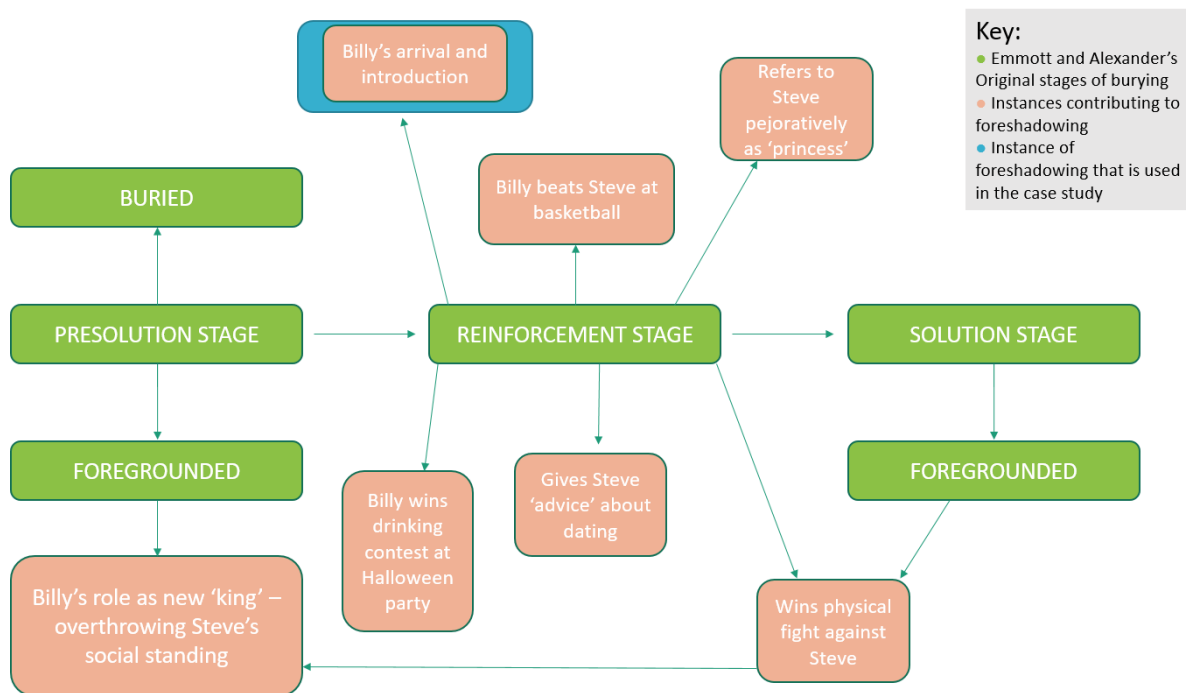 Billy’s arrival and
introduction
Refers to
Steve
pejoratively
as ‘princess’
Key:
● Emmott and Alexander’s
Original stages of burying
● Instances contributing to
foreshadowing
● Instance of
foreshadowing that is used
in the case study
BURIED
Billy beats Steve at
basketball
PRESOLUTION STAGE
REINFORCEMENT STAGE
SOLUTION STAGE
FOREGROUNDED
Billy wins
drinking
contest at
Halloween
party
Gives Steve
‘advice’ about
dating
FOREGROUNDED
Billy’s role as new ‘king’ –
overthrowing Steve’s
social standing
Wins physical
fight against
Steve